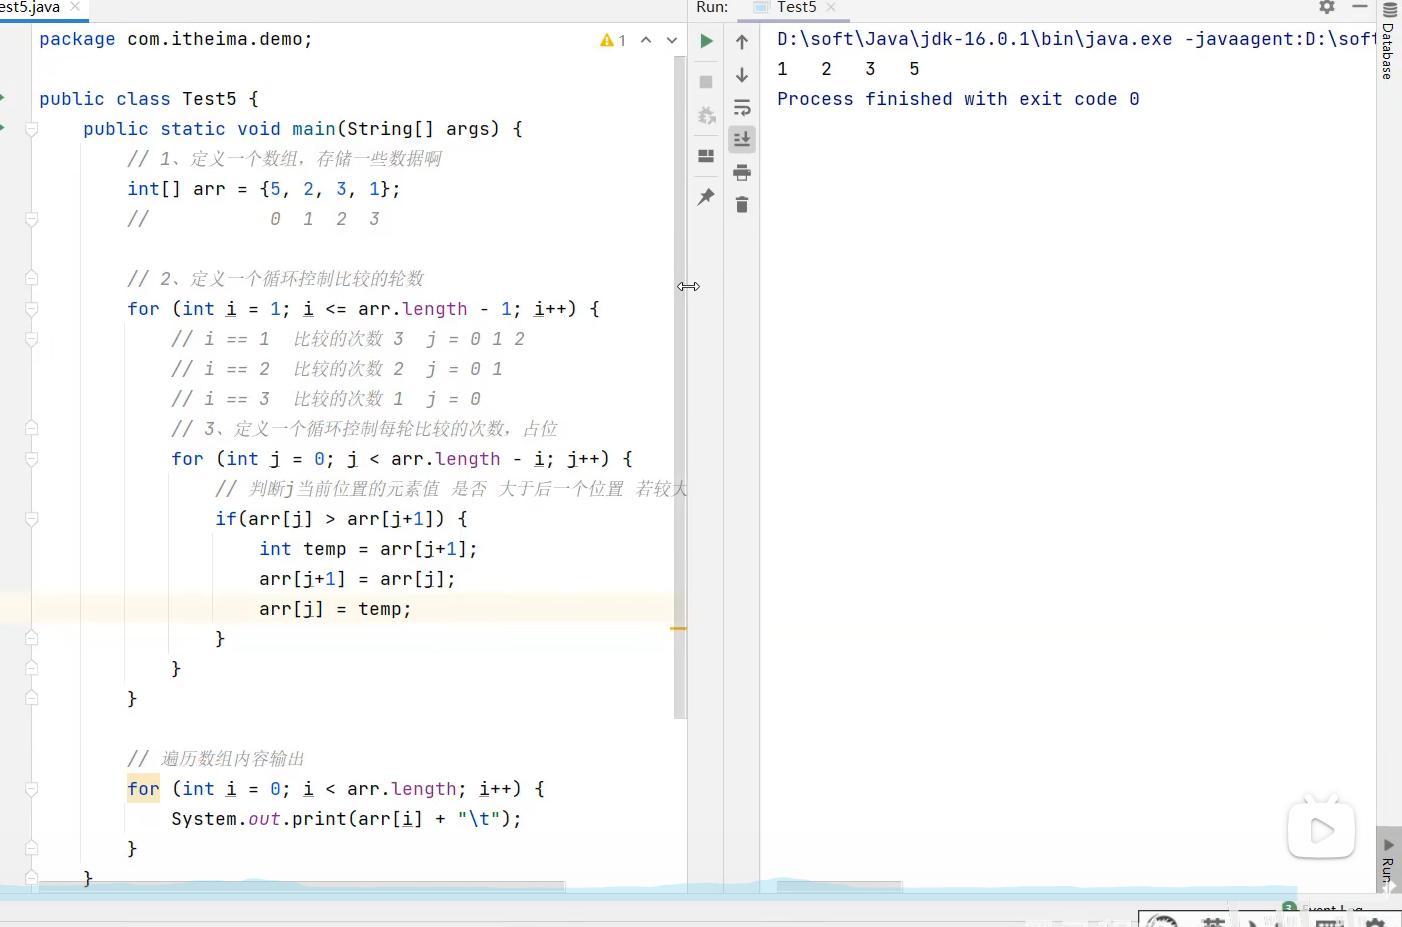 est5.java
package com.itheima.demo;
1
public class Test5 {
public static void main(String[] args) {
// 1、定义一个数组，存储一些数据啊
int[] arr = {5, 2, 3, 1};
// 0 1 2 3
// 2、定义一个循环控制比较的轮数
for (int i = 1; i <= arr.length - 1; i++) {
// i == 1 比较的次数 3 j = 0 1 2
// i == 2 比较的次数 2 j = 0 1
// i == 3 比较的次数 1 j = 0
// 3、定义一个循环控制每轮比较的次数，占位
for (int j = 0; j < arr.length - i; j++) {
// 判断j当前位置的元素值 是否 大于后一个位置 若较大
if(arr[j] > arr[j+1]) {
int temp = arr[j+1];
arr[j+1] = arr[j];
arr[j] = temp;
}
}
}
// 遍历数组内容输出
for (int i = 0; i < arr.length; i++) {
System.out.print(arr[i] + "\t");
}
}
Run: Test5
D:\soft\Java\jdk-16.0.1\bin\java.exe -javaagent:D:\sof
1 2 3 5
Process finished with exit code 0
Database
Run
3 Event Log
英